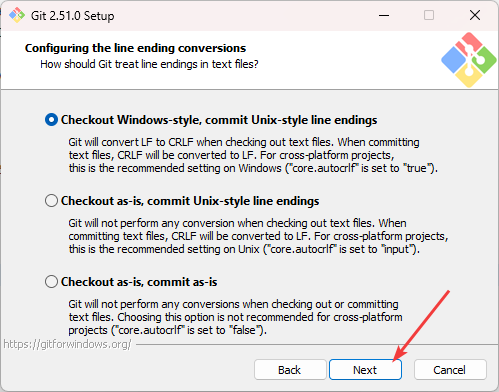 Git 2.51.0 Setup
Configuring the line ending conversions
How should Git treat line endings in text files?
Checkout Windows-style, commit Unix-style line endings
Git will convert LF to CRLF when checking out text files. When committing
text files, CRLF will be converted to LF. For cross-platform projects,
this is the recommended setting on Windows ("core.autocrlf" is set to "true").
Checkout as-is, commit Unix-style line endings
Git will not perform any conversion when checking out text files. When
committing text files, CRLF will be converted to LF. For cross-platform projects,
this is the recommended setting on Unix ("core.autocrlf" is set to "input").
Checkout as-is, commit as-is
Git will not perform any conversions when checking out or committing
text files. Choosing this option is not recommended for cross-platform
projects ("core.autocrlf" is set to "false").
https://gitforwindows.org/
Back Next Cancel